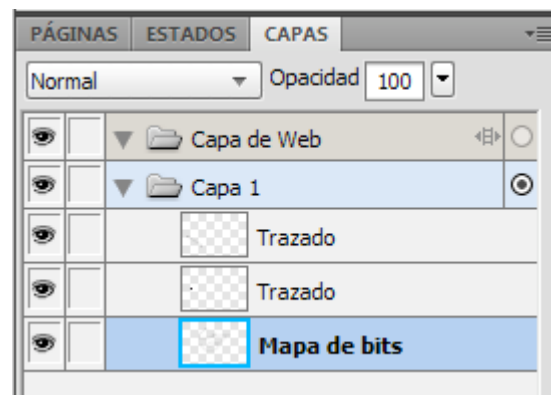 PÁGINAS ESTADOS CAPAS
Normal Opacidad 100
Capa de Web
Capa 1
Trazado
Trazado
Mapa de bits